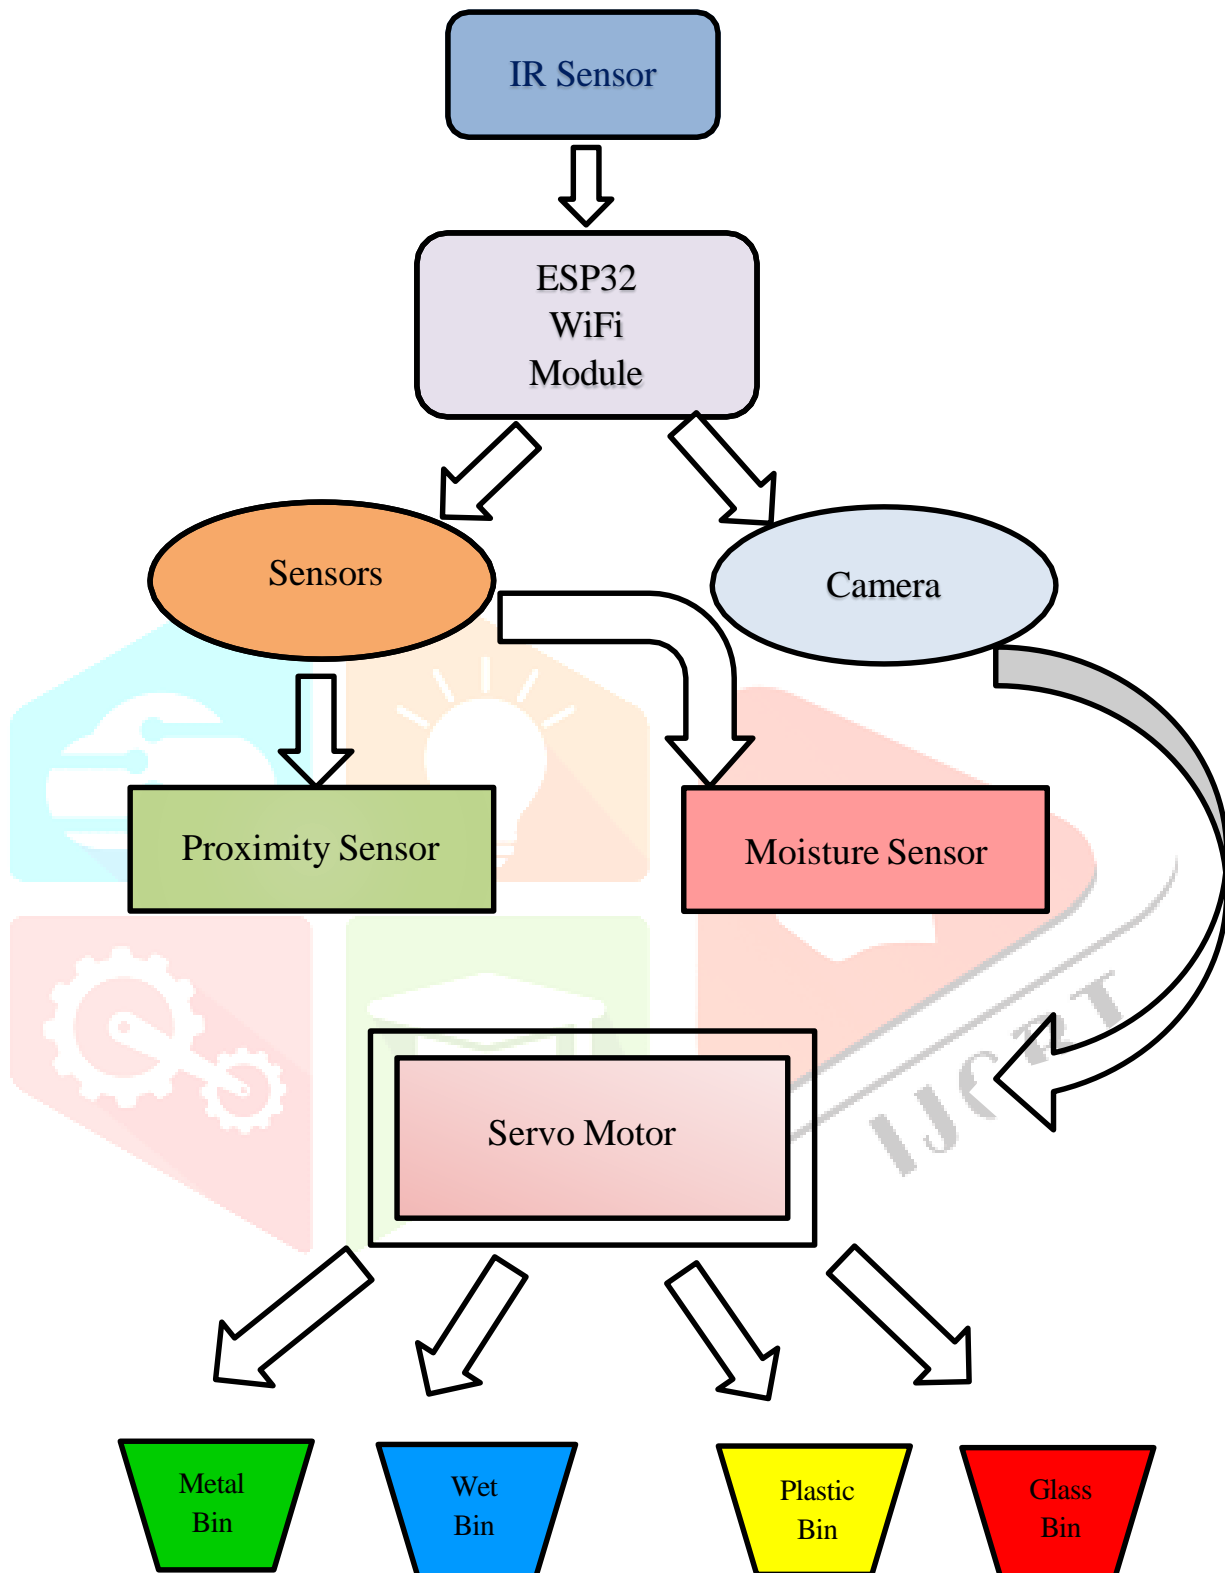 IR Sensor
ESP32
WiFi
Module
Sensors
Camera
Proximity Sensor
Moisture Sensor
IJCRT
Servo Motor
Metal
Bin
Wet
Bin
Plastic
Bin
Glass
Bin